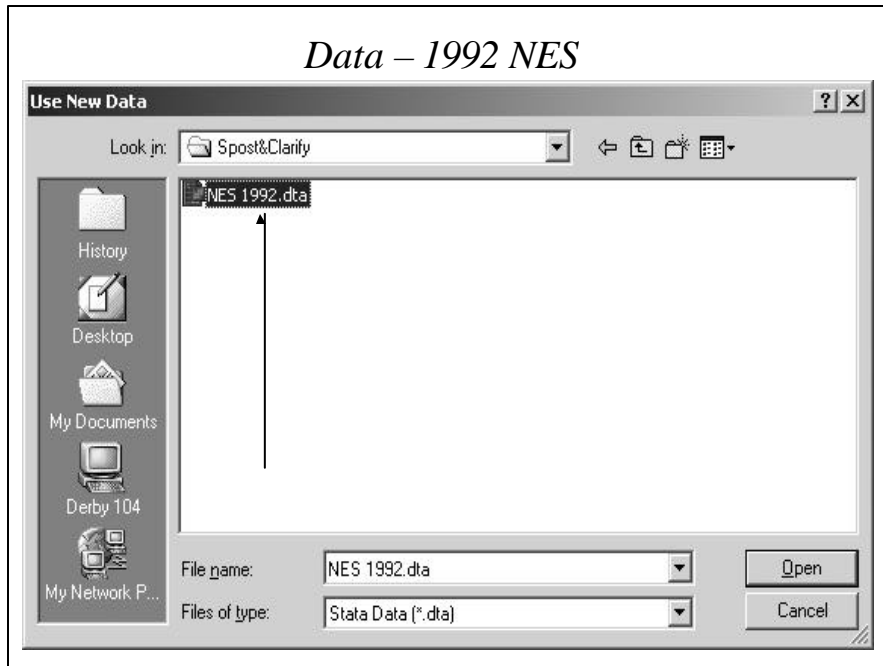 Data – 1992 NES
Use New Data
Look in: Spost&Clarify
NES 1992.dta
History
Desktop
My Documents
Derby 104
My Network P...
File name: NES 1992.dta Open
Files of type: Stata Data (*.dta) Cancel